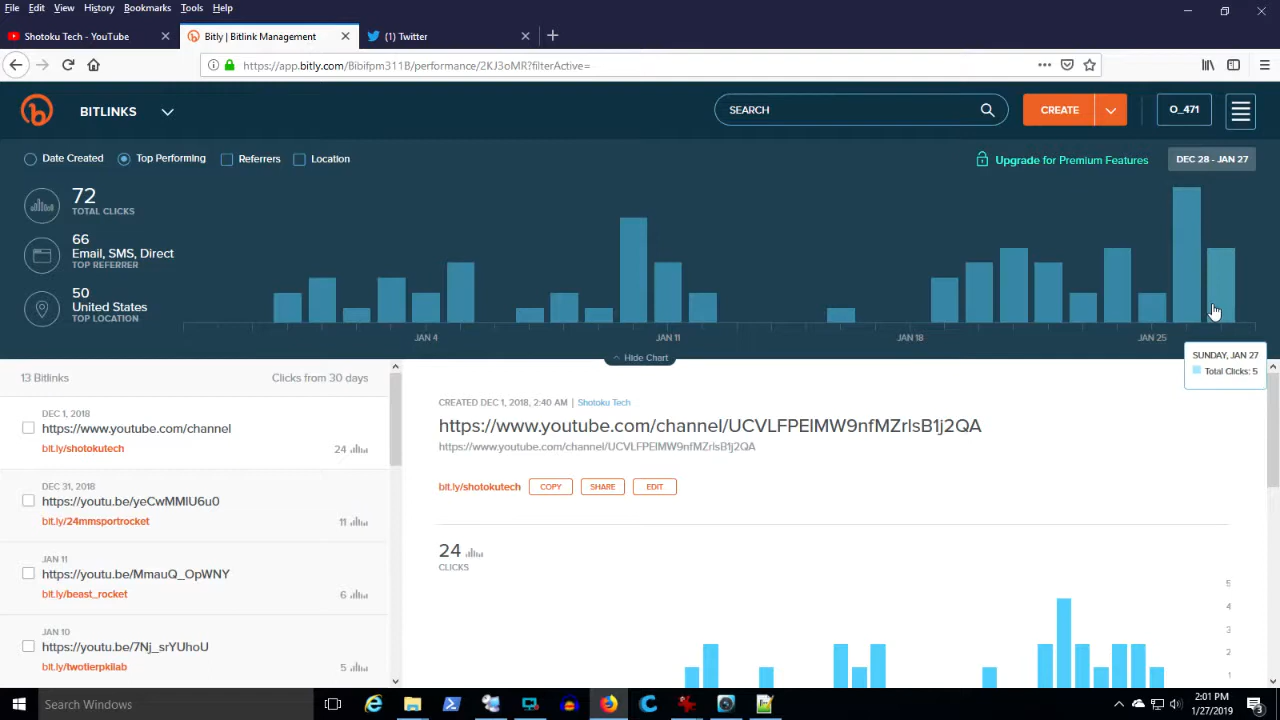 File Edit View History Bookmarks Tools Help
Shotoku Tech - YouTube
Bitly | Bitlink Management
(1) Twitter
https://app.bitly.com/Bibifpm311B/performance/2KJ3oMR?filterActive=
BITLINKS
SEARCH
CREATE
O_471
Date Created
Top Performing
Referrers
Location
Upgrade for Premium Features
DEC 28 - JAN 27
72
TOTAL CLICKS
66
Email, SMS, Direct
TOP REFERRER
50
United States
TOP LOCATION
JAN 4
JAN 11
JAN 18
JAN 25
Hide Chart
SUNDAY, JAN 27
Total Clicks: 5
13 Bitlinks
Clicks from 30 days
DEC 1, 2018
https://www.youtube.com/channel
bit.ly/shotokutech
24
DEC 31, 2018
https://youtu.be/yeCwMMlU6u0
bit.ly/24mmsportrocket
11
JAN 11
https://youtu.be/MmauQ_OpWNY
bit.ly/beast_rocket
6
JAN 10
https://youtu.be/7Nj_srYUhoU
bit.ly/twotierpkilab
5
CREATED DEC 1, 2018, 2:40 AM | Shotoku Tech
https://www.youtube.com/channel/UCVLFPEIMW9nfMZrIsB1j2QA
https://www.youtube.com/channel/UCVLFPEIMW9nfMZrIsB1j2QA
bit.ly/shotokutech
COPY
SHARE
EDIT
24
CLICKS
5
4
3
2
1
Search Windows
2:01 PM
1/27/2019
3